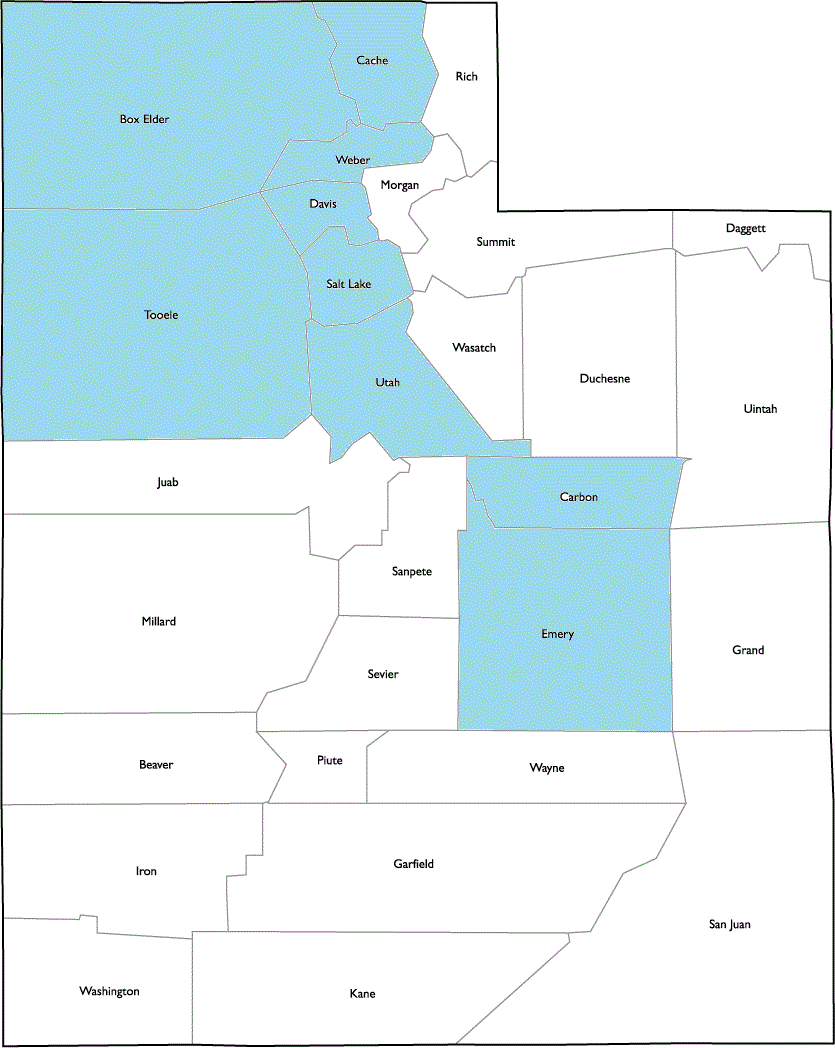 Cache
Rich
Box Elder
Weber
Morgan
Davis
Daggett
Summit
Salt Lake
Tooele
Wasatch
Duchesne
Utah
Uintah
Juab
Carbon
Sanpete
Millard
Emery
Grand
Sevier
Piute
Beaver
Wayne
Garfield
Iron
San Juan
Washington
Kane